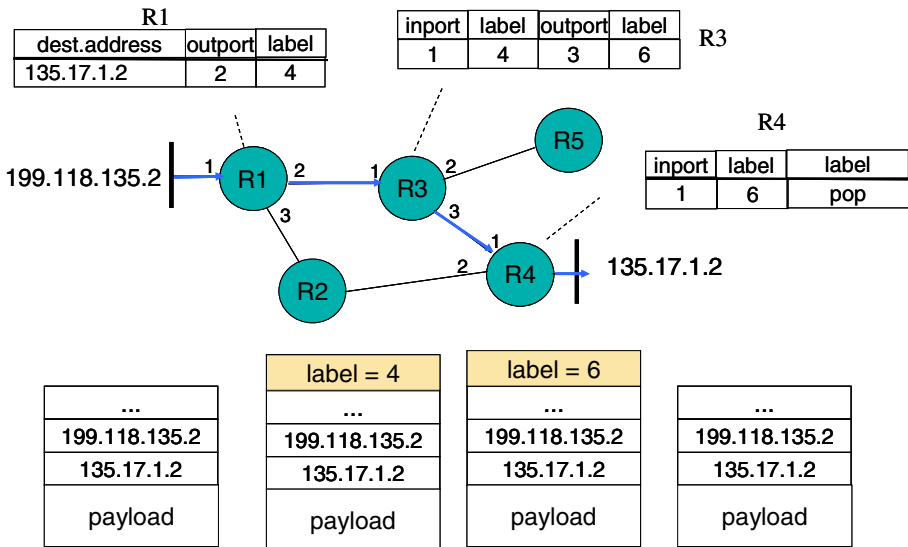 R1
dest.address outport label
135.17.1.2 2 4
inport label outport label
1 4 3 6
R3
R4
inport label label
1 6 pop
199.118.135.2
1 R1 2
3
1 R3 2
3
R5
R2
2
1
R4
135.17.1.2
label = 4
label = 6
...
199.118.135.2
135.17.1.2
payload
...
199.118.135.2
135.17.1.2
payload
...
199.118.135.2
135.17.1.2
payload
...
199.118.135.2
135.17.1.2
payload